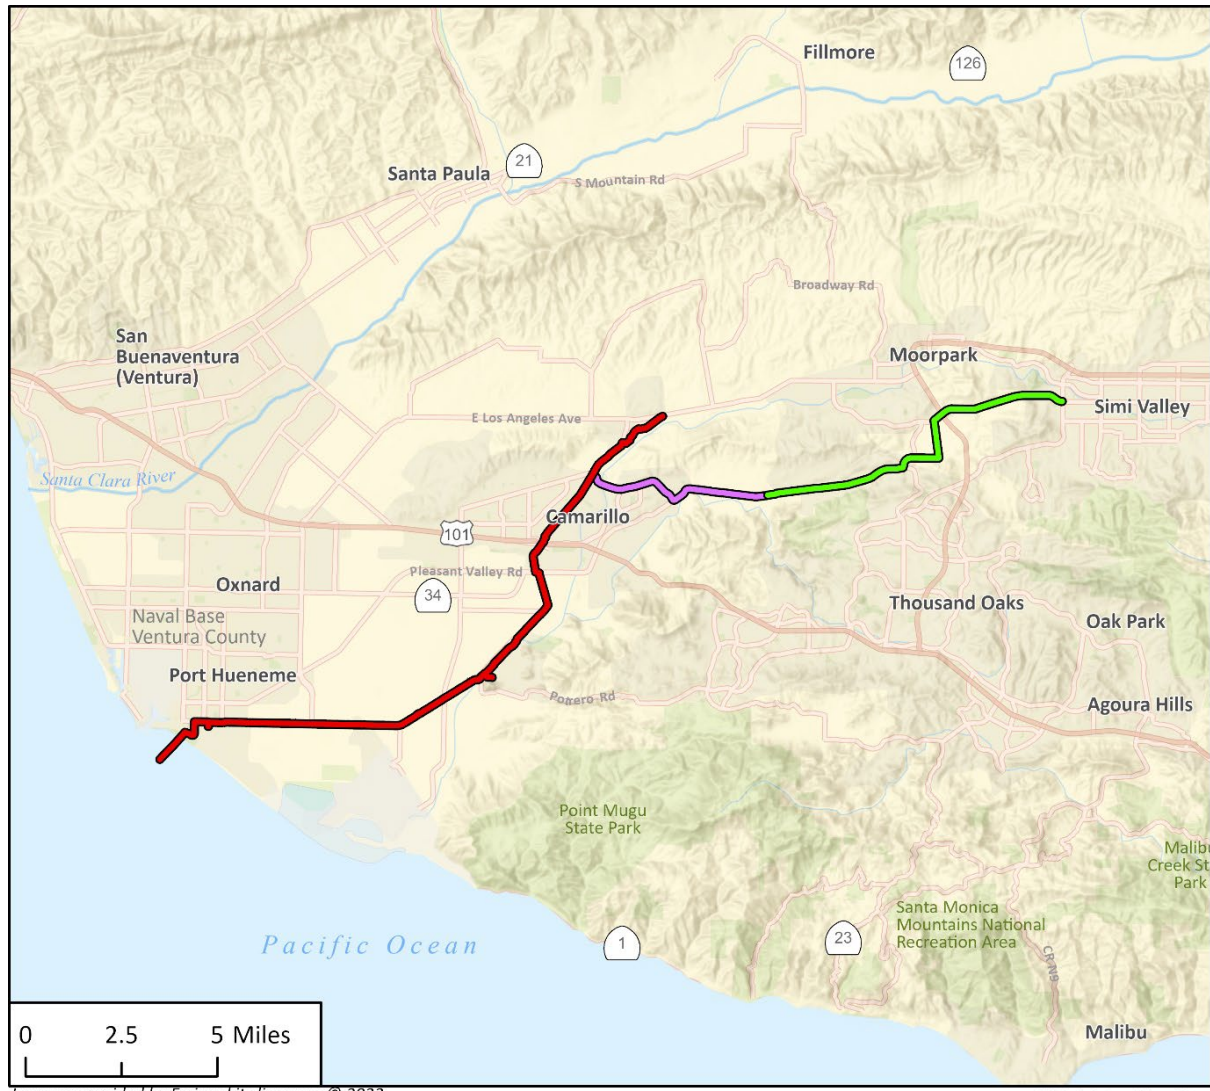 Fillmore
126
21
Santa Paula
S Mountain Rd
Broadway Rd
San
Buenaventura
(Ventura)
Moorpark
Simi Valley
E Los Angeles Ave
Santa Clara River
Camarillo
101
Pleasant Valley Rd
34
Oxnard
Thousand Oaks
Naval Base
Ventura County
Oak Park
Port Hueneme
Potrero Rd
Agoura Hills
Point Mugu
State Park
Malibu
Creek St
Park
Santa Monica
Mountains National
Recreation Area
23
1
Pacific Ocean
CR N9
Malibu
0 2.5 5 Miles